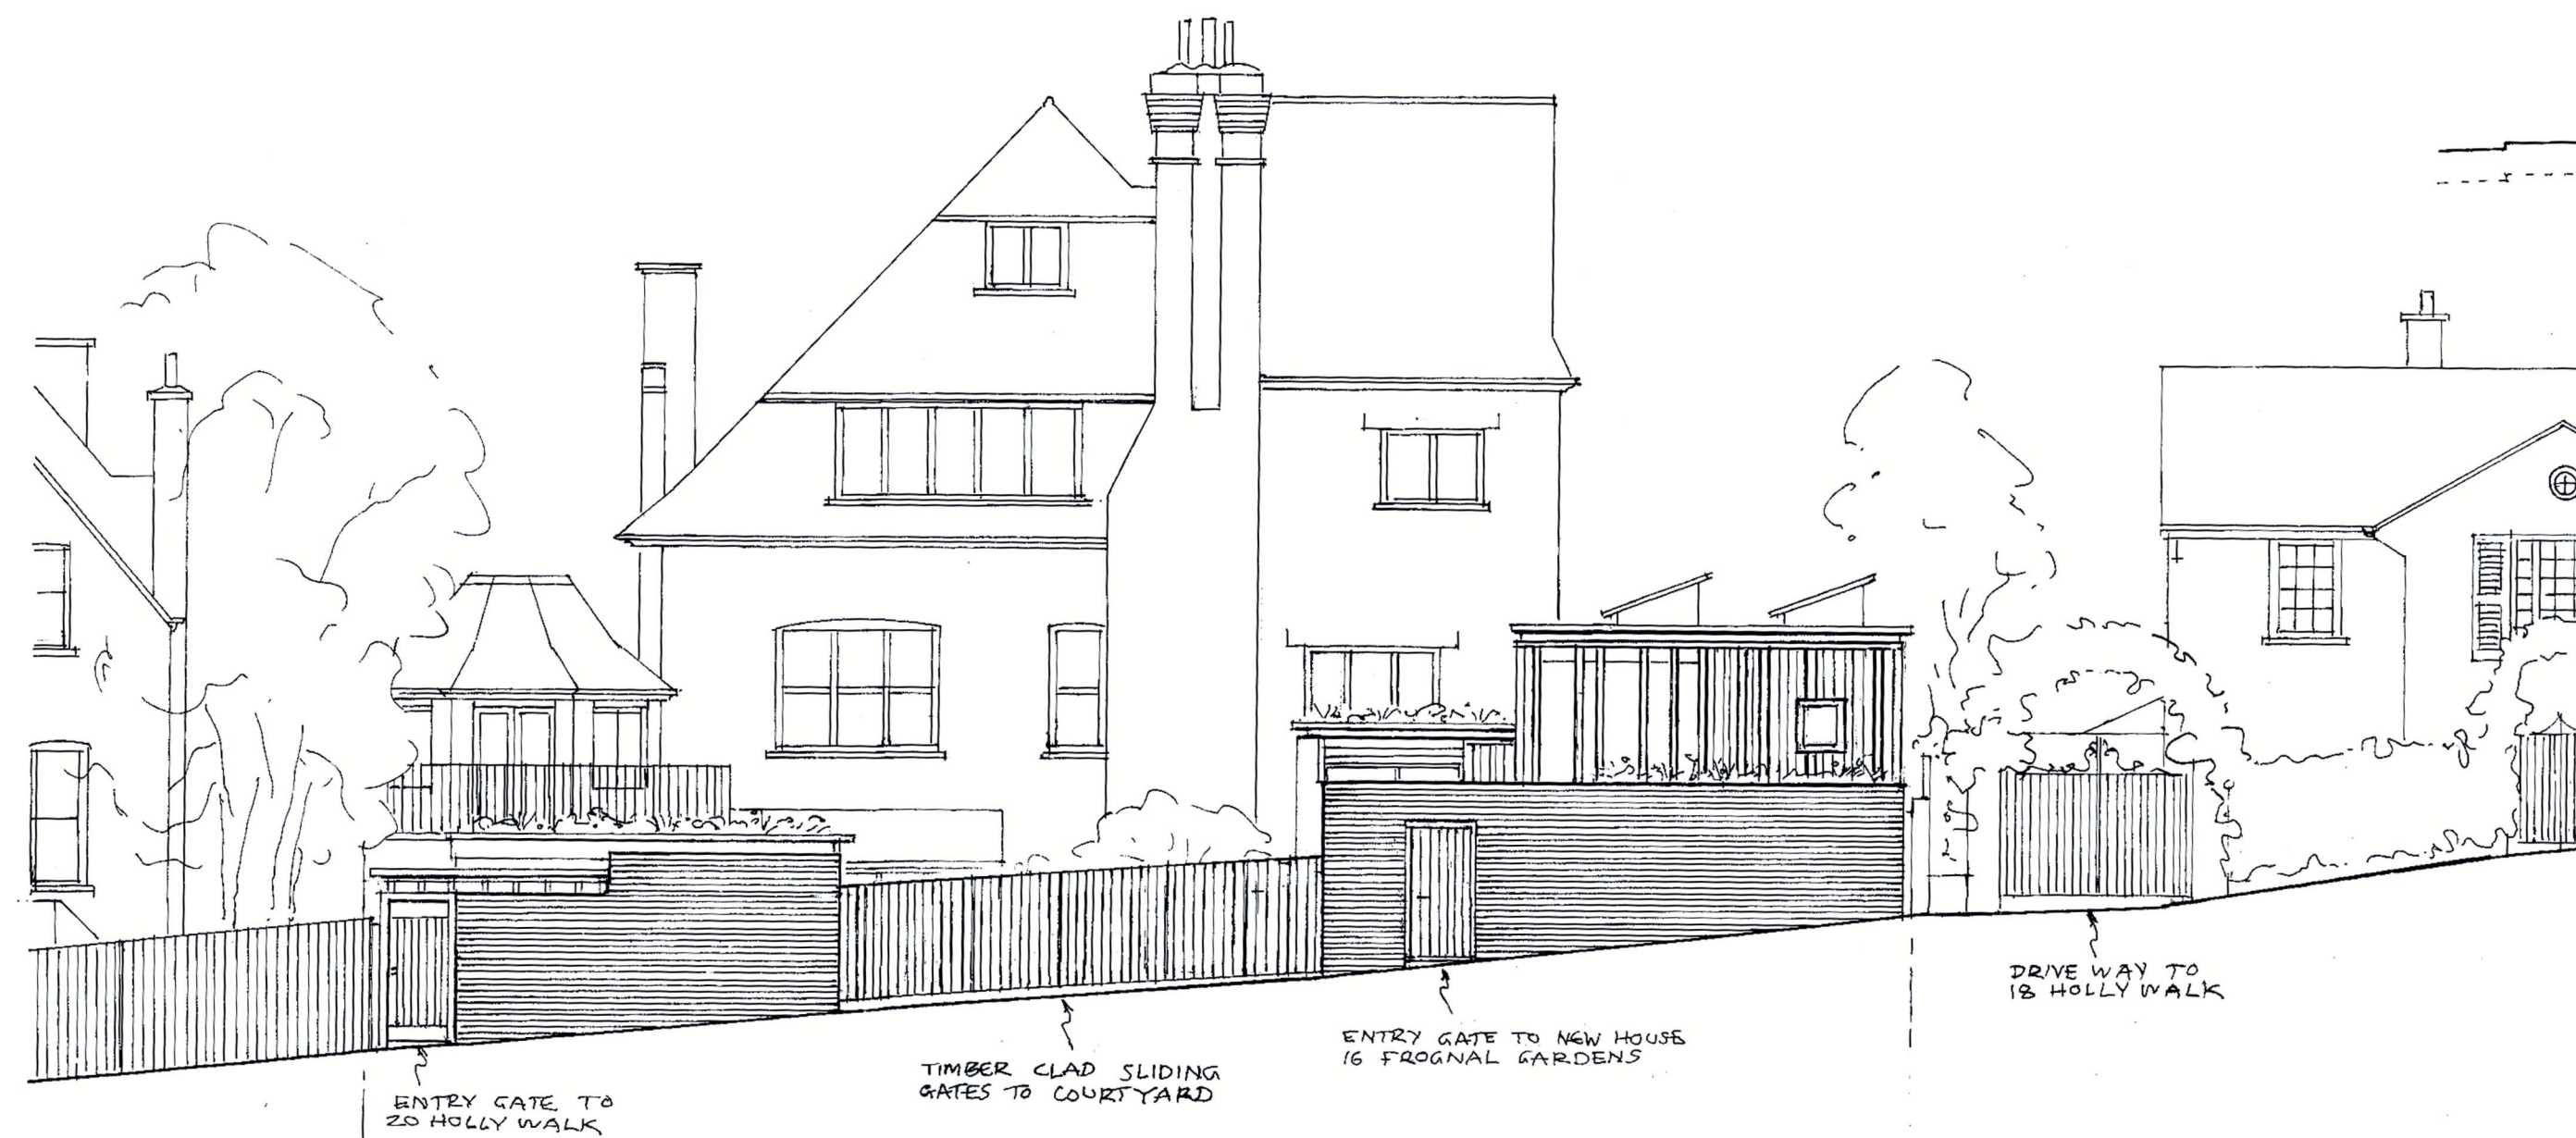 ENTRY GATE TO
20 HOLLY WALK
TIMBER CLAD SLIDING
GATES TO COURTYARD
ENTRY GATE TO NEW HOUSE
16 FROGNAL GARDENS
DRIVE WAY TO
18 HOLLY WALK